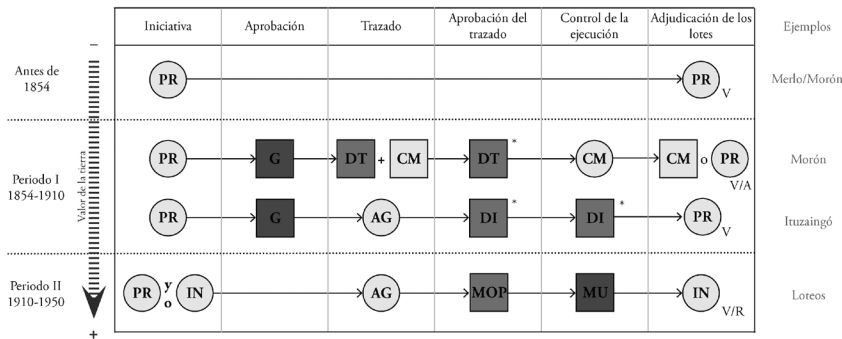 Iniciativa Aprobación Trazado Aprobación del trazado Control de la ejecución Adjudicación de los lotes Ejemplos
–
Antes de 1854 PR PR V Merlo/Morón
Valor de la tierra
Periodo I 1854-1910
PR G DT + CM DT * CM CM o PR V/A Morón
PR G AG DI * DI * PR V Ituzaingó
Periodo II 1910-1950 PR y o IN AG MOP MU IN V/R Loteos
+